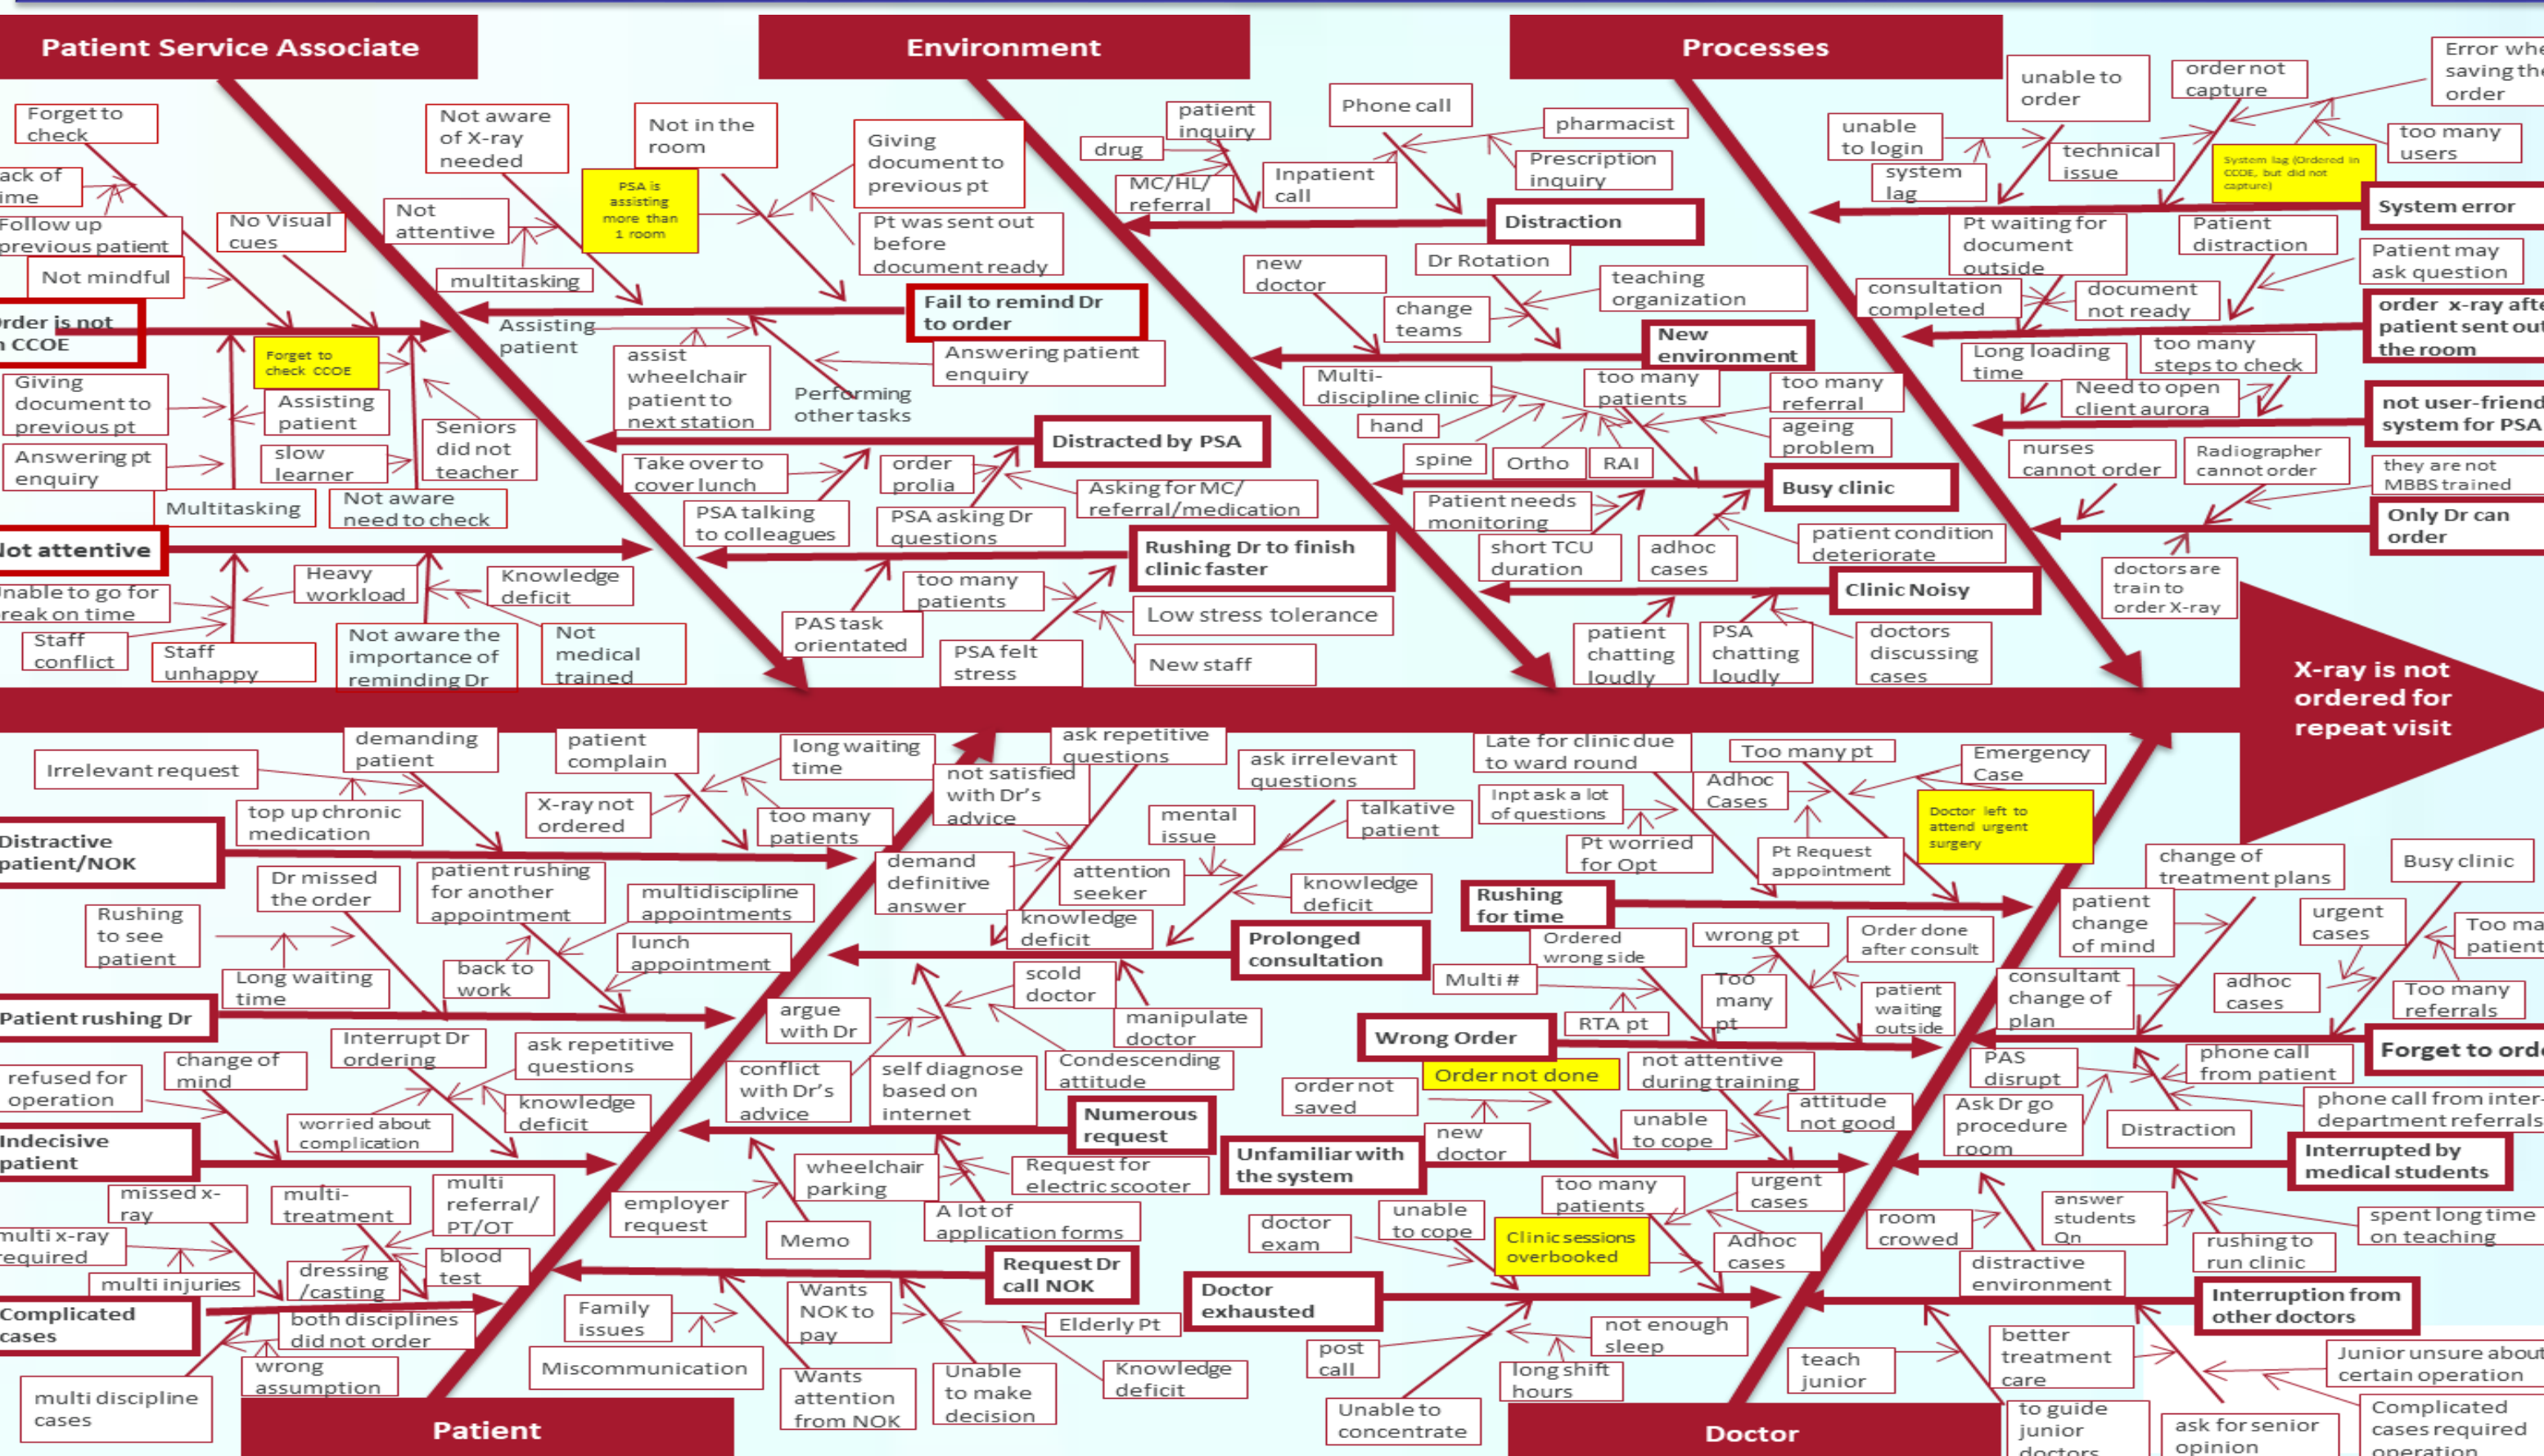 Patient Service Associate
Environment
Processes
Forget to
check
ack of
ime
Follow up
previous patient
Not mindful
No Visual
cues
Order is not
n CCOE
Forget to
check CCOE
Giving
document to
previous pt
Assisting
patient
Answering pt
enquiry
slow
learner
Seniors
did not
teacher
Multitasking
Not aware
need to check
Not attentive
Unable to go for
reak on time
Staff
conflict
Staff
unhappy
Heavy
workload
Knowledge
deficit
Not aware the
importance of
reminding Dr
Not
medical
trained
Not aware
of X-ray
needed
Not
attentive
multitasking
Not in the
room
PSA is
assisting
more than
1 room
Giving
document to
previous pt
Pt was sent out
before
document ready
Fail to remind Dr
to order
Assisting
patient
assist
wheelchair
patient to
next station
Performing
other tasks
Answering patient
enquiry
Distracted by PSA
Take over to
cover lunch
order
prolia
PSA talking
to colleagues
PSA asking Dr
questions
Asking for MC/
referral/medication
Rushing Dr to finish
clinic faster
too many
patients
PAS task
orientated
PSA felt
stress
Low stress tolerance
New staff
patient
inquiry
drug
MC/HL/
referral
Phone call
Inpatient
call
pharmacist
Prescription
inquiry
Distraction
new
doctor
Dr Rotation
change
teams
teaching
organization
New
environment
Multi-
discipline clinic
hand
spine
Ortho
RAI
too many
patients
too many
referral
ageing
problem
Busy clinic
Patient needs
monitoring
short TCU
duration
adhoc
cases
patient condition
deteriorate
Clinic Noisy
patient
chatting
loudly
PSA
chatting
loudly
doctors
discussing
cases
unable to
order
unable
to login
system
lag
order not
capture
technical
issue
Error whe
saving the
order
too many
users
System lag (Ordered in
CCOE, but did not
capture)
System error
Pt waiting for
document
outside
consultation
completed
document
not ready
Patient
distraction
Patient may
ask question
order x-ray afte
patient sent out
the room
Long loading
time
Need to open
client aurora
too many
steps to check
not user-friend
system for PSA
nurses
cannot order
Radiographer
cannot order
they are not
MBBS trained
Only Dr can
order
doctors are
train to
order X-ray
X-ray is not
ordered for
repeat visit
Irrelevant request
demanding
patient
top up chronic
medication
patient
complain
X-ray not
ordered
long waiting
time
too many
patients
Distractive
patient/NOK
Dr missed
the order
Rushing
to see
patient
Long waiting
time
patient rushing
for another
appointment
multidiscipline
appointments
back to
work
lunch
appointment
Patient rushing Dr
change of
mind
refused for
operation
Interrupt Dr
ordering
ask repetitive
questions
worried about
complication
knowledge
deficit
Indecisive
patient
missed x-
ray
multi x-ray
required
multi injuries
multi-
treatment
multi
referral/
PT/OT
dressing
/casting
blood
test
Complicated
cases
both disciplines
did not order
wrong
assumption
multi discipline
cases
ask repetitive
questions
not satisfied
with Dr's
advice
demand
definitive
answer
knowledge
deficit
ask irrelevant
questions
mental
issue
talkative
patient
attention
seeker
knowledge
deficit
Prolonged
consultation
argue
with Dr
scold
doctor
manipulate
doctor
conflict
with Dr's
advice
self diagnose
based on
internet
Condescending
attitude
Numerous
request
employer
request
wheelchair
parking
Memo
Request for
electric scooter
A lot of
application forms
Request Dr
call NOK
Family
issues
Miscommunication
Wants
NOK to
pay
Wants
attention
from NOK
Unable
to make
decision
Elderly Pt
Knowledge
deficit
Late for clinic due
to ward round
Inpt ask a lot
of questions
Pt worried
for Opt
Too many pt
Adhoc
Cases
Pt Request
appointment
Emergency
Case
Doctor left to
attend urgent
surgery
Rushing
for time
Ordered
wrong side
Multi #
RTA pt
wrong pt
Too
many
pt
Order done
after consult
patient
waiting
outside
Wrong Order
Order not done
order not
saved
new
doctor
not attentive
during training
unable
to cope
attitude
not good
Unfamiliar with
the system
doctor
exam
unable
to cope
too many
patients
Clinic sessions
overbooked
urgent
cases
Adhoc
cases
Doctor
exhausted
post
call
not enough
sleep
long shift
hours
Unable to
concentrate
change of
treatment plans
patient
change
of mind
consultant
change of
plan
Busy clinic
urgent
cases
adhoc
cases
Too ma
patient
Too many
referrals
Forget to orde
PAS
disrupt
Ask Dr go
procedure
room
phone call
from patient
phone call from inter-
department referrals
Distraction
Interrupted by
medical students
room
crowed
distractive
environment
answer
students
Qn
rushing to
run clinic
spent long time
on teaching
Interruption from
other doctors
teach
junior
better
treatment
care
to guide
junior
doctors
Junior unsure about
certain operation
Complicated
cases required
operation
ask for senior
opinion
Patient
Doctor